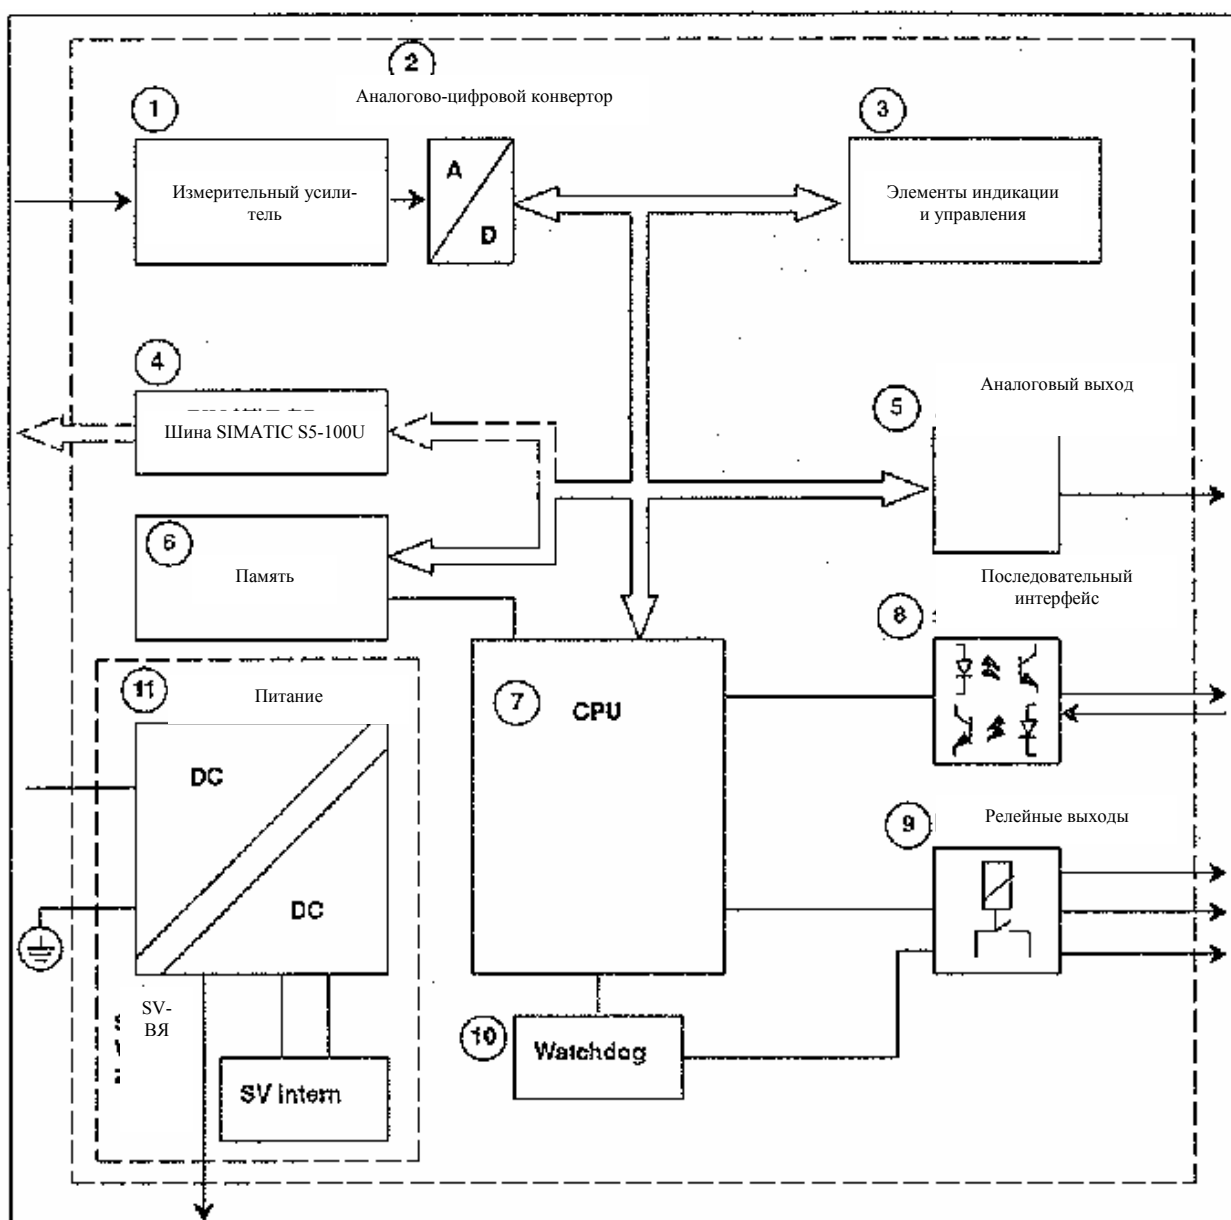 2
Аналогово-цифровой конвертор
1
3
Измерительный усили-
тель
A
D
Элементы индикации
и управления
4
Шина SIMATIC S5-100U
5
Аналоговый выход
6
Память
Последовательный
интерфейс
8
11
Питание
7
CPU
DC
DC
9
Релейные выходы
SV-
ВЯ
10
Watchdog
SV intern